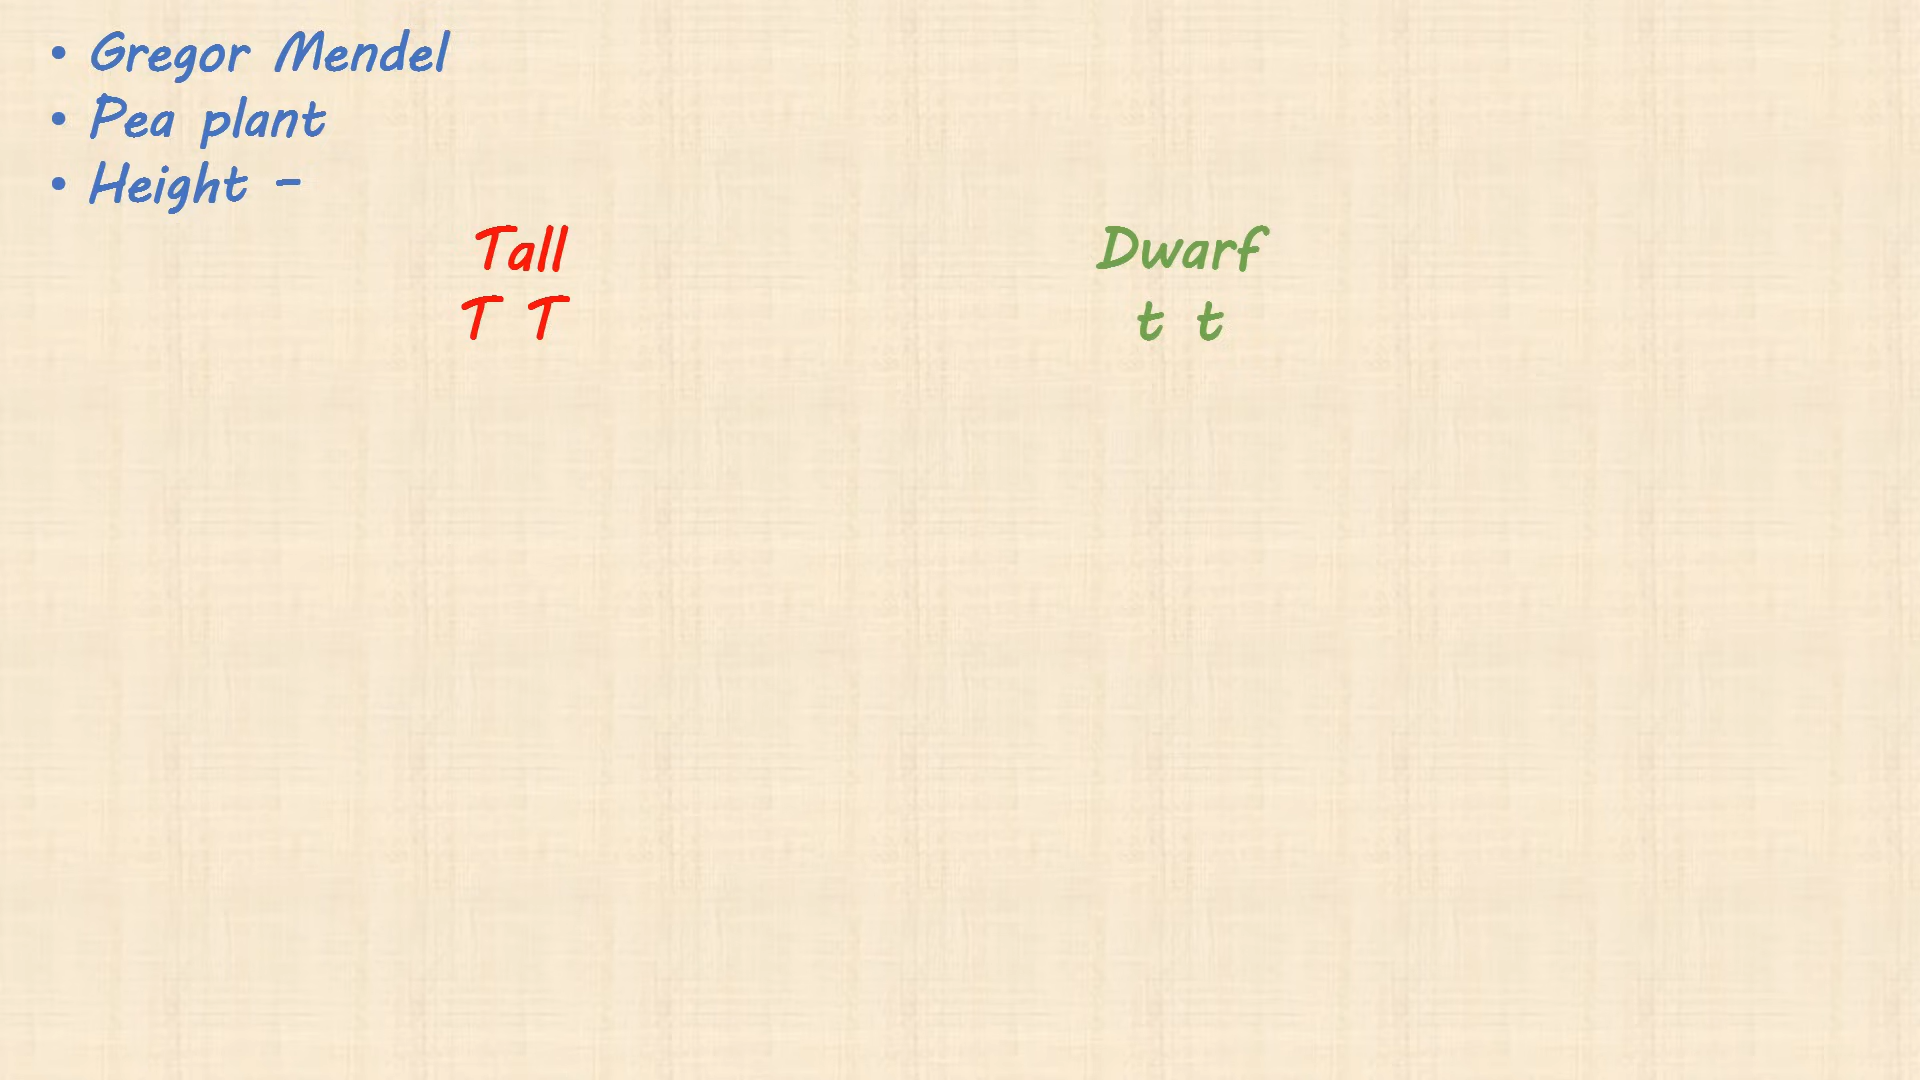 • Gregor Mendel
• Pea plant
• Height -
Tall Dwarf
T T t t